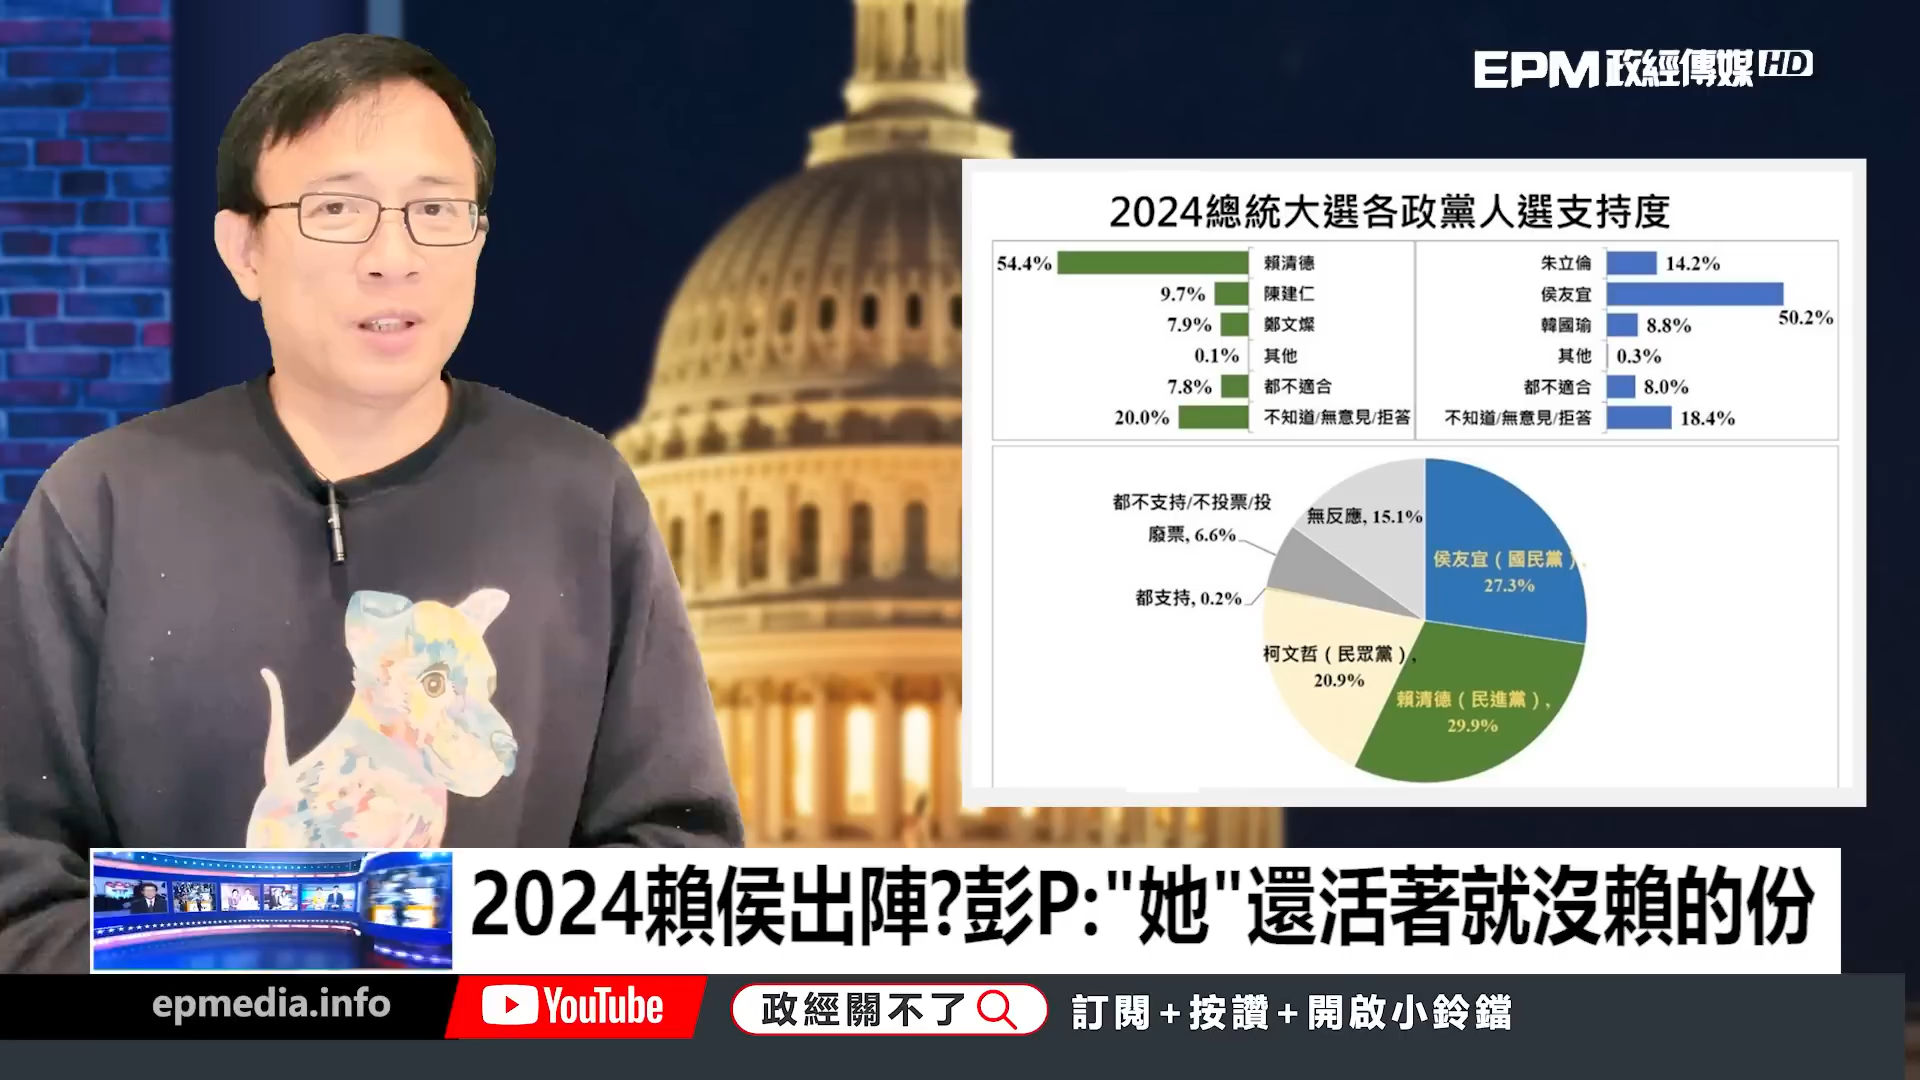 EPM政經傳媒HD
2024總統大選各政黨人選支持度
54.4% 賴清德
9.7% 陳建仁
7.9% 鄭文燦
0.1% 其他
7.8% 都不適合
20.0% 不知道/無意見/拒答
朱立倫 14.2%
侯友宜 50.2%
韓國瑜 8.8%
其他 0.3%
都不適合 8.0%
不知道/無意見/拒答 18.4%
都不支持/不投票/投
廢票, 6.6%
無反應, 15.1%
侯友宜（國民黨）,
27.3%
都支持, 0.2%
柯文哲（民眾黨）,
20.9%
賴清德（民進黨）,
29.9%
2024賴侯出陣?彭P:"她"還活著就沒賴的份
epmedia.info
YouTube
政經關不了
訂閱+按讚+開啟小鈴鐺